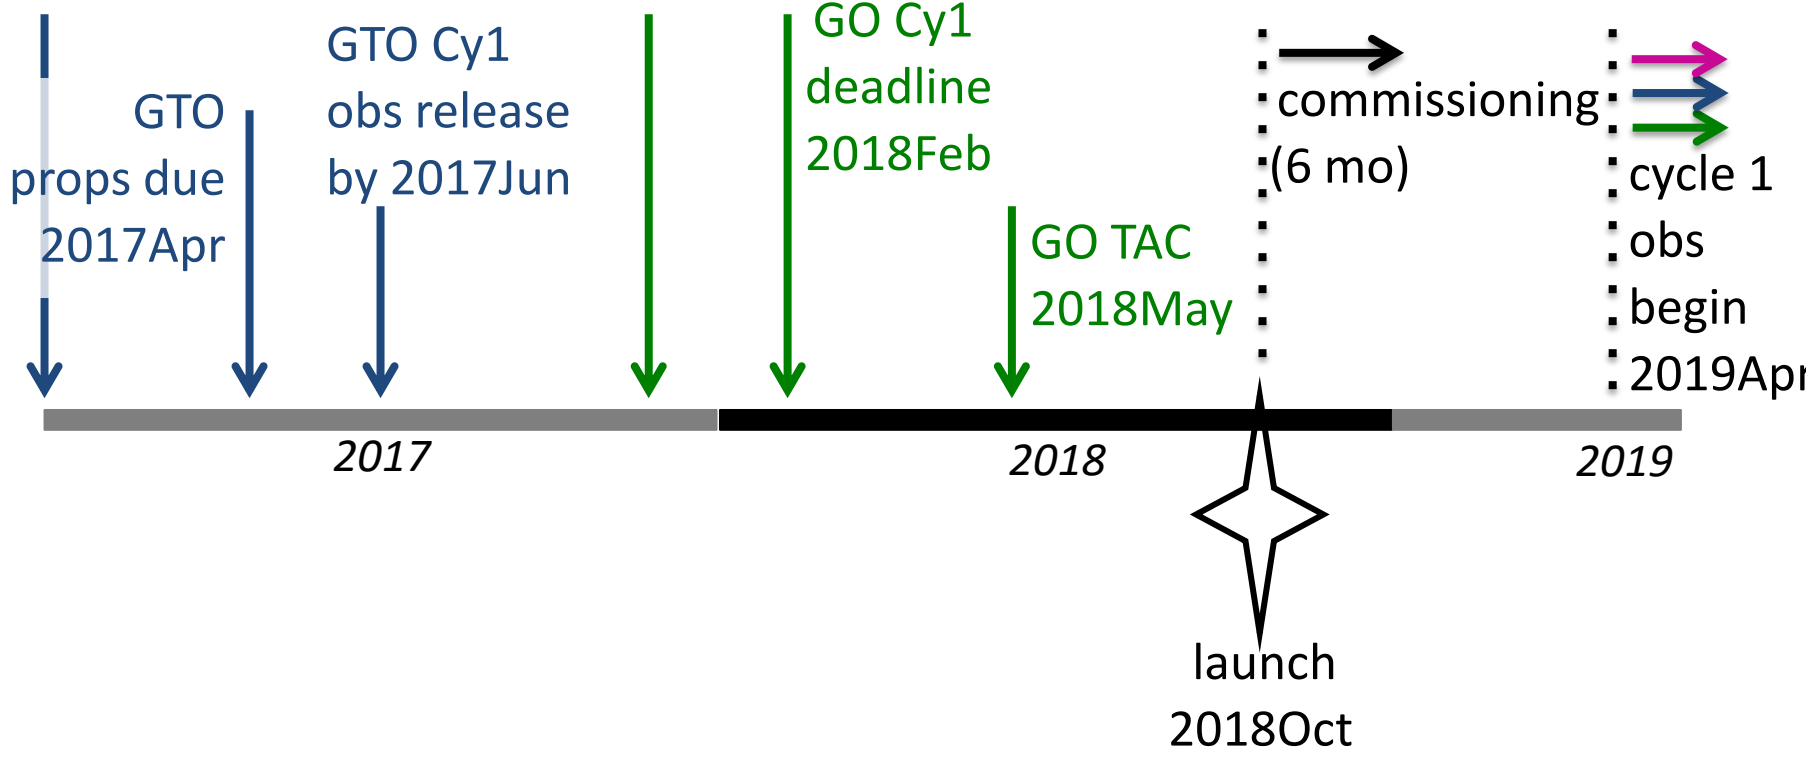 GTO
props due
2017Apr
GTO Cy1
obs release
by 2017Jun
GO Cy1
deadline
2018Feb
GO TAC
2018May
commissioning
(6 mo)
cycle 1
obs
begin
2019Apr
2017
2018
2019
launch
2018Oct